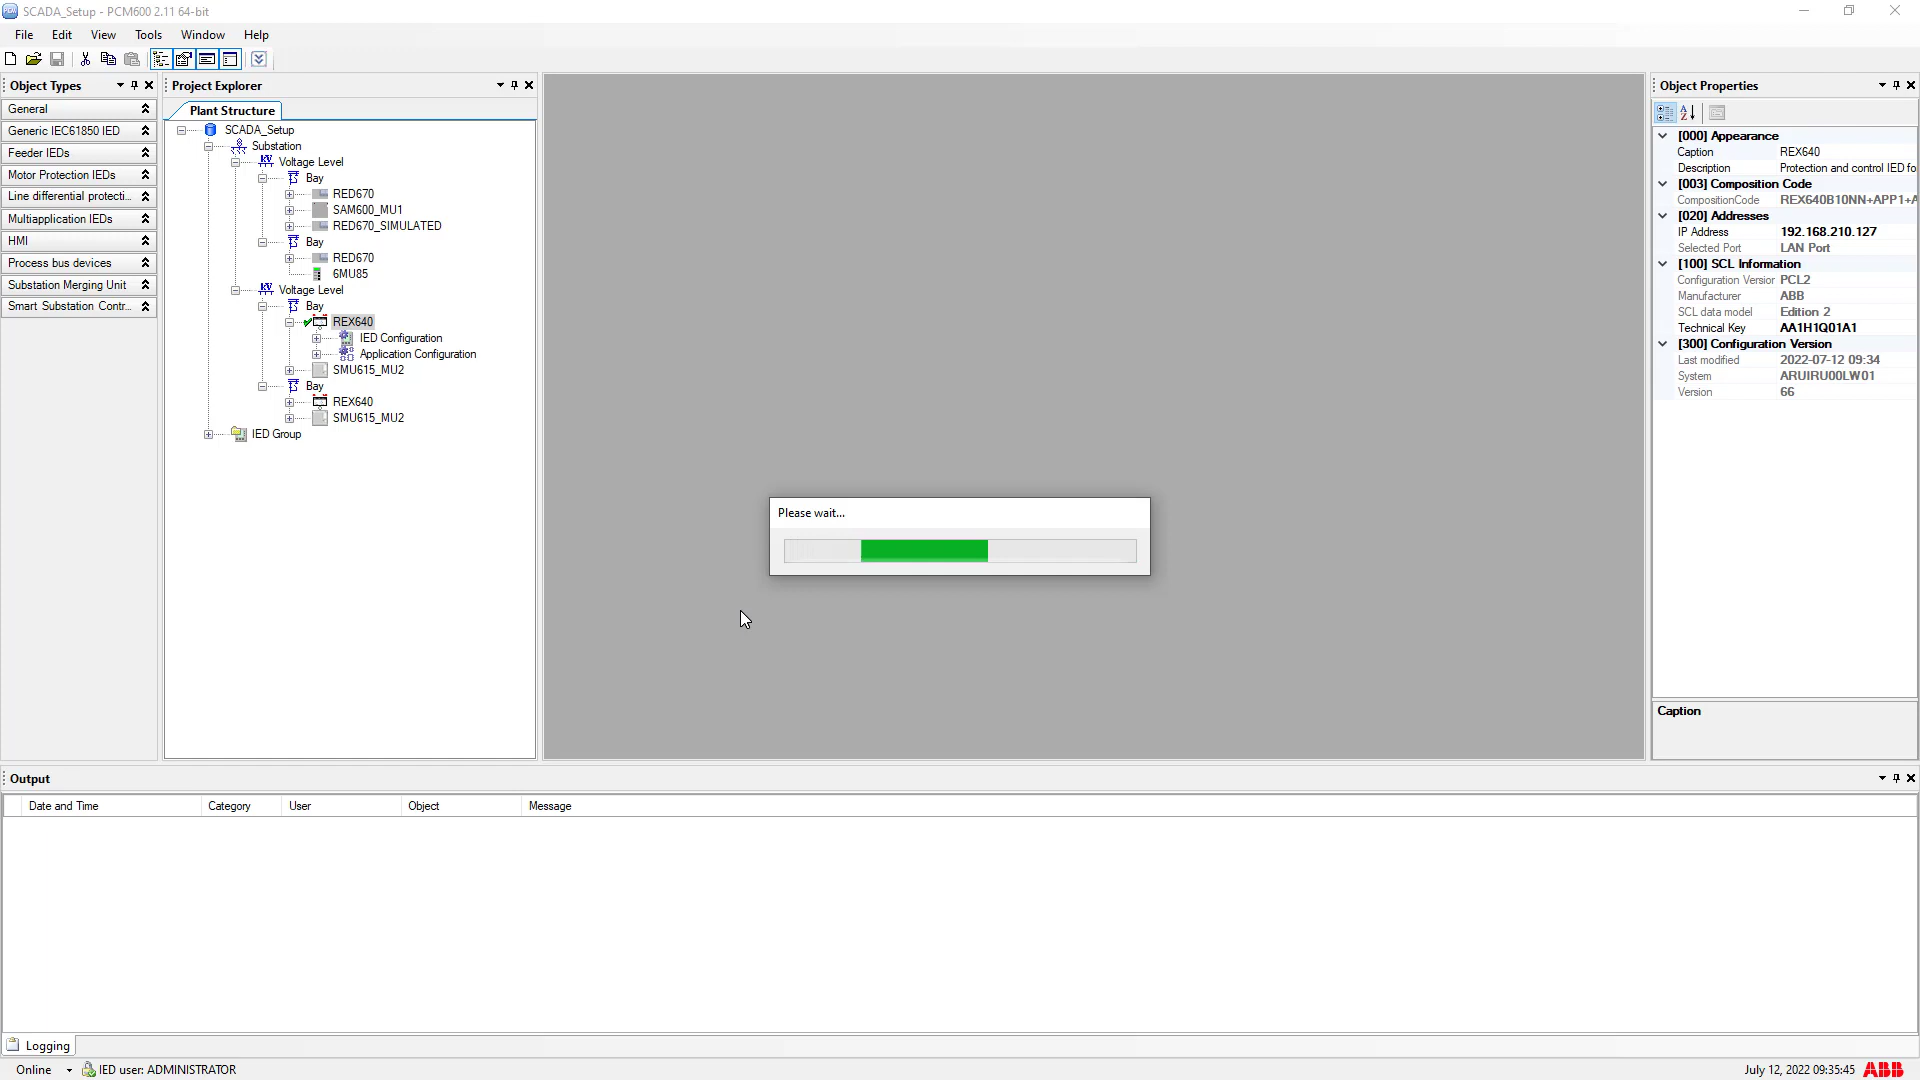 SCADA_Setup - PCM600 2.11 64-bit
File Edit View Tools Window Help
Object Types
General
Generic IEC61850 IED
Feeder IEDs
Motor Protection IEDs
Line differential protecti...
Multiapplication IEDs
HMI
Process bus devices
Substation Merging Unit
Smart Substation Contr...
Project Explorer
Plant Structure
SCADA_Setup
Substation
Voltage Level
Bay
RED670
SAM600_MU1
RED670_SIMULATED
Bay
RED670
6MU85
Voltage Level
Bay
REX640
IED Configuration
Application Configuration
SMU615_MU2
Bay
REX640
SMU615_MU2
IED Group
Please wait...
Object Properties
[000] Appearance
Caption REX640
Description Protection and control IED fo
[003] Composition Code
CompositionCode REX640B10NN+APP1+A
[020] Addresses
IP Address 192.168.210.127
Selected Port LAN Port
[100] SCL Information
Configuration Version PCL2
Manufacturer ABB
SCL data model Edition 2
Technical Key AA1H1Q01A1
[300] Configuration Version
Last modified 2022-07-12 09:34
System ARUIRU00LW01
Version 66
Caption
Output
Date and Time Category User Object Message
Logging
Online IED user: ADMINISTRATOR July 12, 2022 09:35:45 ABB